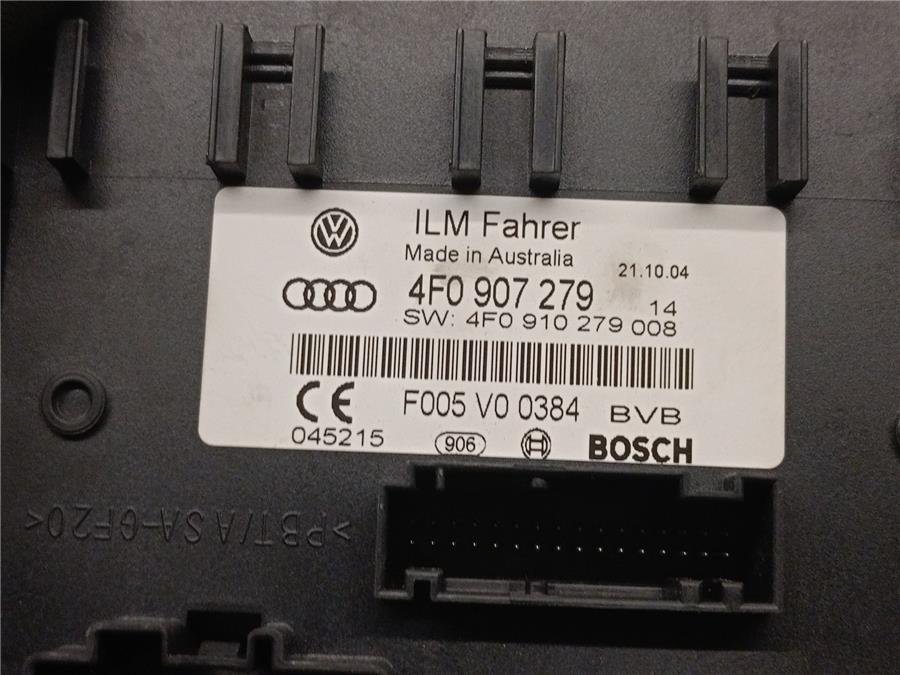 ILM Fahrer
Made in Australia
21.10.04
4F0 907 279
14
SW: 4F0 910 279 008
CE
F005 V0 0384 BVB
045215
906
BOSCH
>PBT/ASA-GF20<